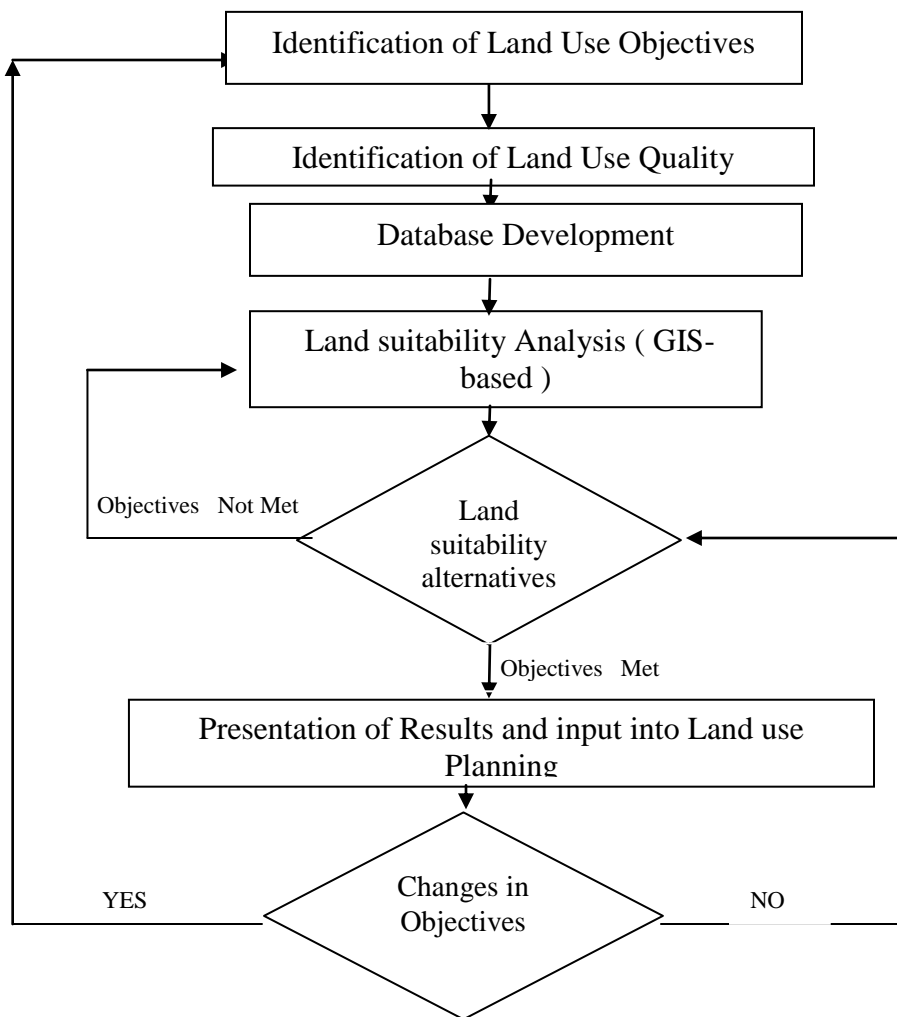 Identification of Land Use Objectives
Identification of Land Use Quality
Database Development
Land suitability Analysis ( GIS-
based )
Objectives Not Met
Land
suitability
alternatives
Objectives Met
Presentation of Results and input into Land use
Planning
Changes in
Objectives
YES
NO